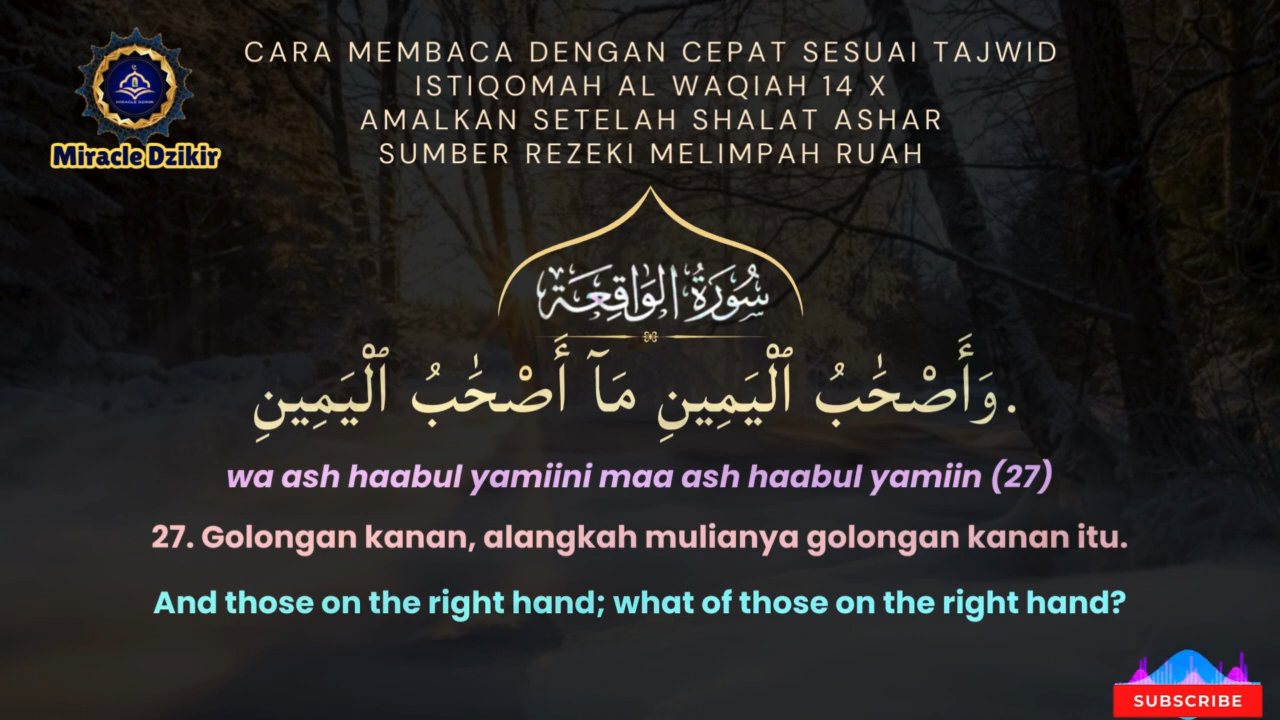 CARA MEMBACA DENGAN CEPAT SESUAI TAJWID
ISTIQOMAH AL WAQIAH 14 X
AMALKAN SETELAH SHALAT ASHAR
SUMBER REZEKI MELIMPAH RUAH
MIRACLE DZIKIR
Miracle Dzikir
سُورَةُ الوَاقِعَة
وَأَصْحَٰبُ ٱلْيَمِينِ مَآ أَصْحَٰبُ ٱلْيَمِينِ.
wa ash haabul yamiini maa ash haabul yamiin (27)
27. Golongan kanan, alangkah mulianya golongan kanan itu.
And those on the right hand; what of those on the right hand?
SUBSCRIBE